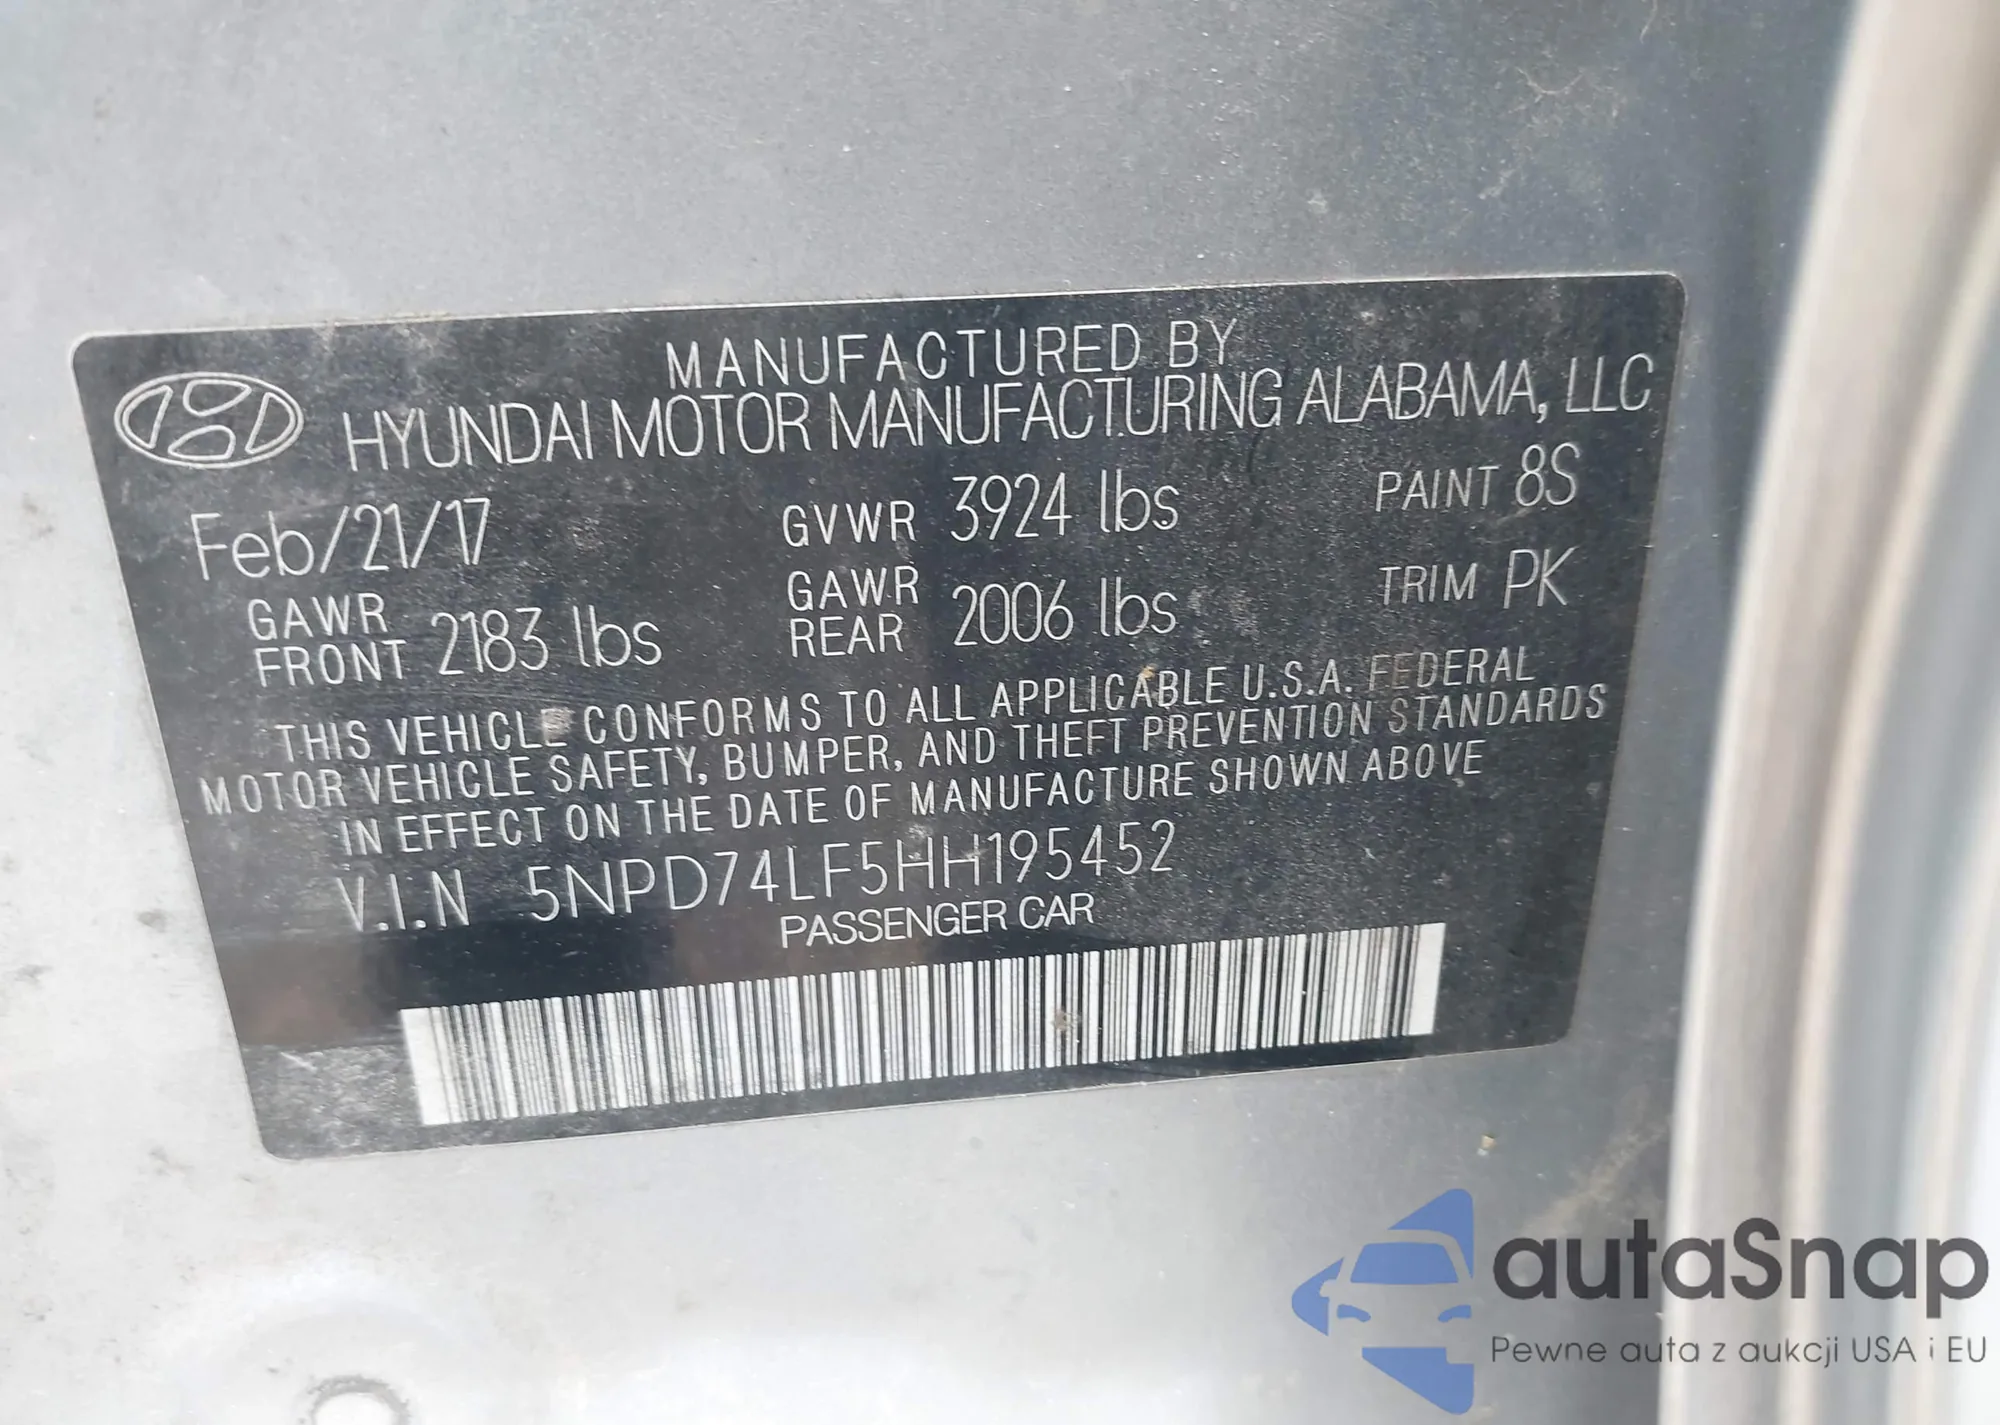 MANUFACTURED BY
HYUNDAI MOTOR MANUFACTURING ALABAMA, LLC
Feb/21/17 GVWR 3924 lbs PAINT 8S
GAWR FRONT 2183 lbs GAWR REAR 2006 lbs TRIM PK
THIS VEHICLE CONFORMS TO ALL APPLICABLE U.S.A. FEDERAL
MOTOR VEHICLE SAFETY, BUMPER, AND THEFT PREVENTION STANDARDS
IN EFFECT ON THE DATE OF MANUFACTURE SHOWN ABOVE
V.I.N 5NPD74LF5HH195452
PASSENGER CAR
autaSnap
Pewne auta z aukcji USA i EU